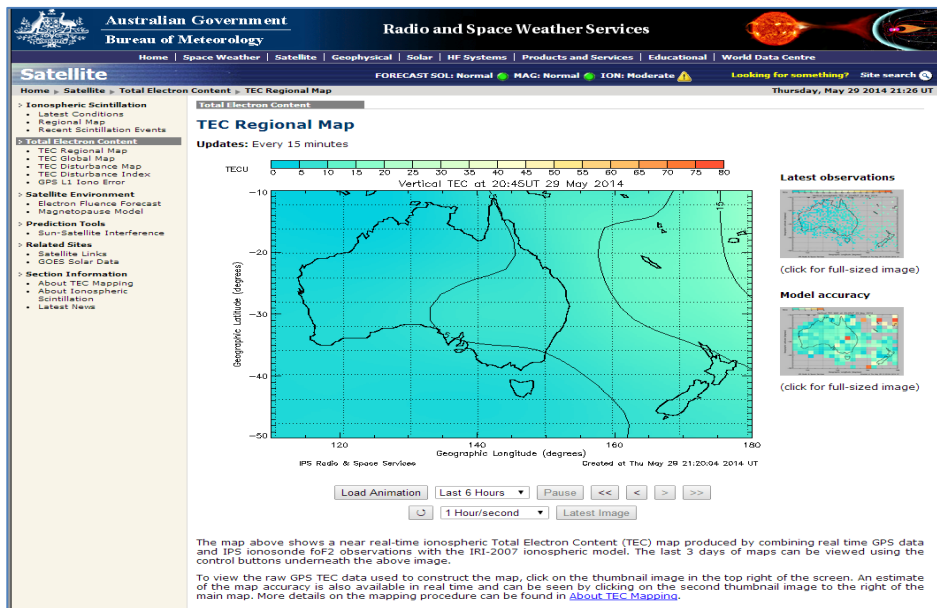 Australian Government
Bureau of Meteorology
Radio and Space Weather Services
Home | Space Weather | Satellite | Geophysical | Solar | HF Systems | Products and Services | Educational | World Data Centre
Satellite
FORECAST SOL: Normal MAG: Normal ION: Moderate
Looking for something? Site search
Home Satellite Total Electron Content TEC Regional Map
Thursday, May 29 2014 21:26 UT
> Ionospheric Scintillation
• Latest Conditions
• Regional Map
• Recent Scintillation Events
> Total Electron Content
• TEC Regional Map
• TEC Global Map
• TEC Disturbance Map
• TEC Disturbance Index
• GPS L1 Iono Error
> Satellite Environment
• Electron Fluence Forecast
• Magnetopause Model
> Prediction Tools
• Sun-Satellite Interference
> Related Sites
• Satellite Links
• GOES Solar Data
> Section Information
• About TEC Mapping
• About Ionospheric
Scintillation
• Latest News
Total Electron Content
TEC Regional Map
Updates: Every 15 minutes
TECU
0 5 10 15 20 25 30 35 40 45 50 55 60 65 70 75 80
Vertical TEC at 20:45UT 29 May 2014
-10
-20
-30
-40
-50
Geographic Latitude (degrees)
15
120 140 160 180
Geographic Longitude (degrees)
IPS Radio & Space Services
Created at Thu May 29 21:20:04 2014 UT
Latest observations
(click for full-sized image)
Model accuracy
(click for full-sized image)
Load Animation Last 6 Hours Pause << < > >>
1 Hour/second Latest Image
The map above shows a near real-time ionospheric Total Electron Content (TEC) map produced by combining real time GPS data
and IPS ionosonde foF2 observations with the IRI-2007 ionospheric model. The last 3 days of maps can be viewed using the
control buttons underneath the above image.
To view the raw GPS TEC data used to construct the map, click on the thumbnail image in the top right of the screen. An estimate
of the map accuracy is also available in real time and can be seen by clicking on the second thumbnail image to the right of the
main map. More details on the mapping procedure can be found in About TEC Mapping.